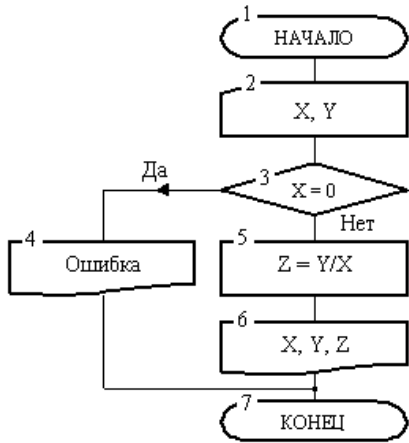 1
НАЧАЛО
2
X, Y
3
X = 0
Да
Нет
4
Ошибка
5
Z = Y/X
6
X, Y, Z
7
КОНЕЦ